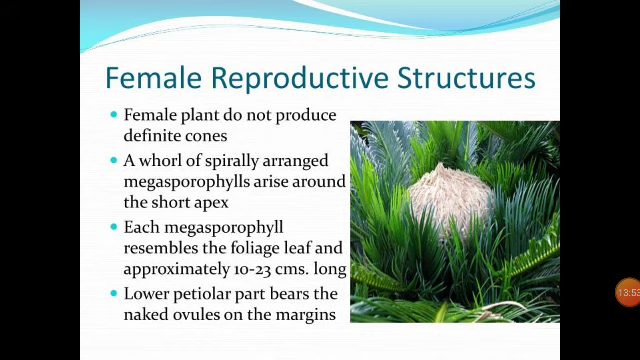 Female Reproductive Structures
Female plant do not produce
definite cones
A whorl of spirally arranged
megasporophylls arise around
the short apex
Each megasporophyll
resembles the foliage leaf and
approximately 10-23 cms. long
Lower petiolar part bears the
naked ovules on the margins
13:53